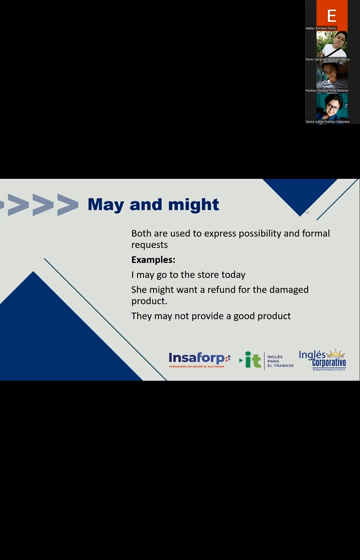 E
May and might
Both are used to express possibility and formal
requests
Examples:
I may go to the store today
She might want a refund for the damaged
product.
They may not provide a good product
Insaforp
it
INGLÉS
PARA
EL TRABAJO
Inglés
Corporativo